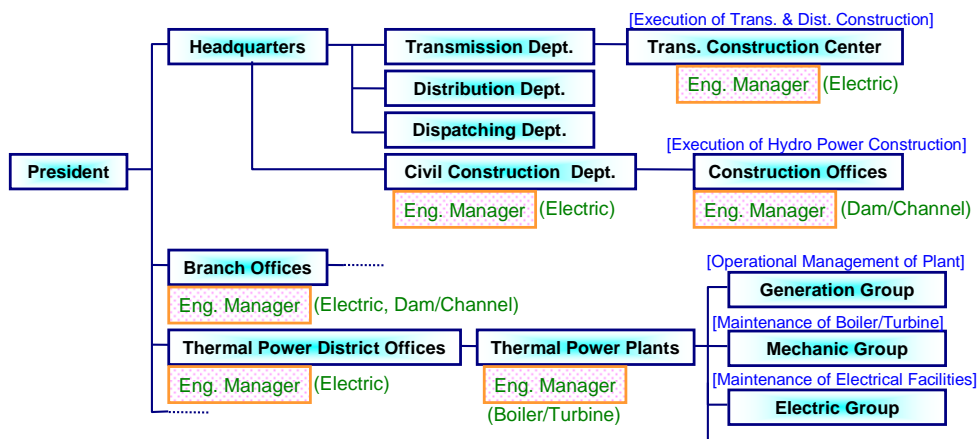 [Execution of Trans. & Dist. Construction]
Headquarters
Transmission Dept.
Trans. Construction Center
Eng. Manager (Electric)
Distribution Dept.
Dispatching Dept.
[Execution of Hydro Power Construction]
President
Civil Construction Dept.
Construction Offices
Eng. Manager (Electric)
Eng. Manager (Dam/Channel)
[Operational Management of Plant]
Branch Offices
Generation Group
Eng. Manager (Electric, Dam/Channel)
[Maintenance of Boiler/Turbine]
Thermal Power District Offices
Thermal Power Plants
Mechanic Group
Eng. Manager (Electric)
Eng. Manager
(Boiler/Turbine)
[Maintenance of Electrical Facilities]
Electric Group